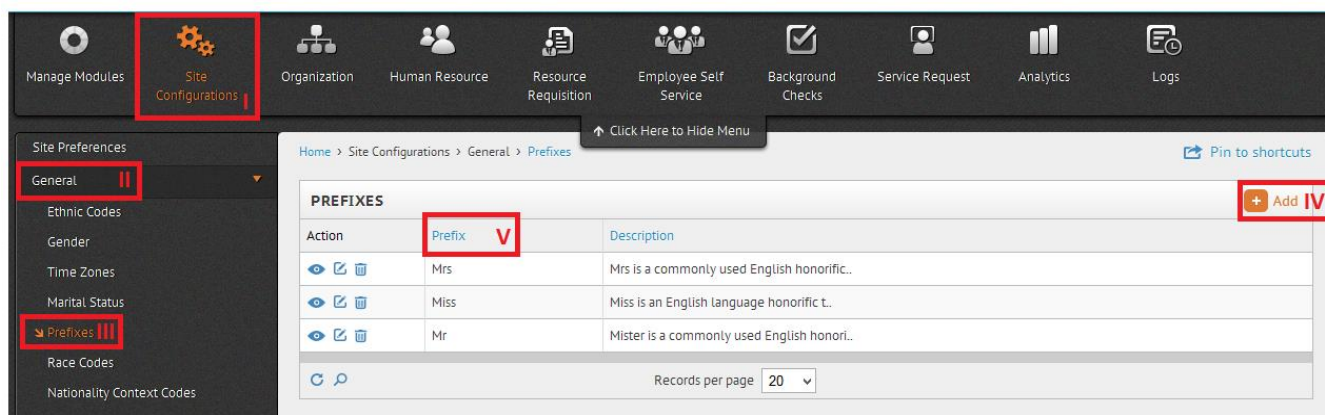 Manage Modules
Site
Configurations I
Organization
Human Resource
Resource
Requisition
Employee Self
Service
Background
Checks
Service Request
Analytics
Logs
↑ Click Here to Hide Menu
Site Preferences
General II
Ethnic Codes
Gender
Time Zones
Marital Status
Prefixes III
Race Codes
Nationality Context Codes
Home › Site Configurations › General › Prefixes
Pin to shortcuts
PREFIXES
+ Add IV
Action Prefix V Description
Mrs Mrs is a commonly used English honorific..
Miss Miss is an English language honorific t..
Mr Mister is a commonly used English honori..
Records per page 20